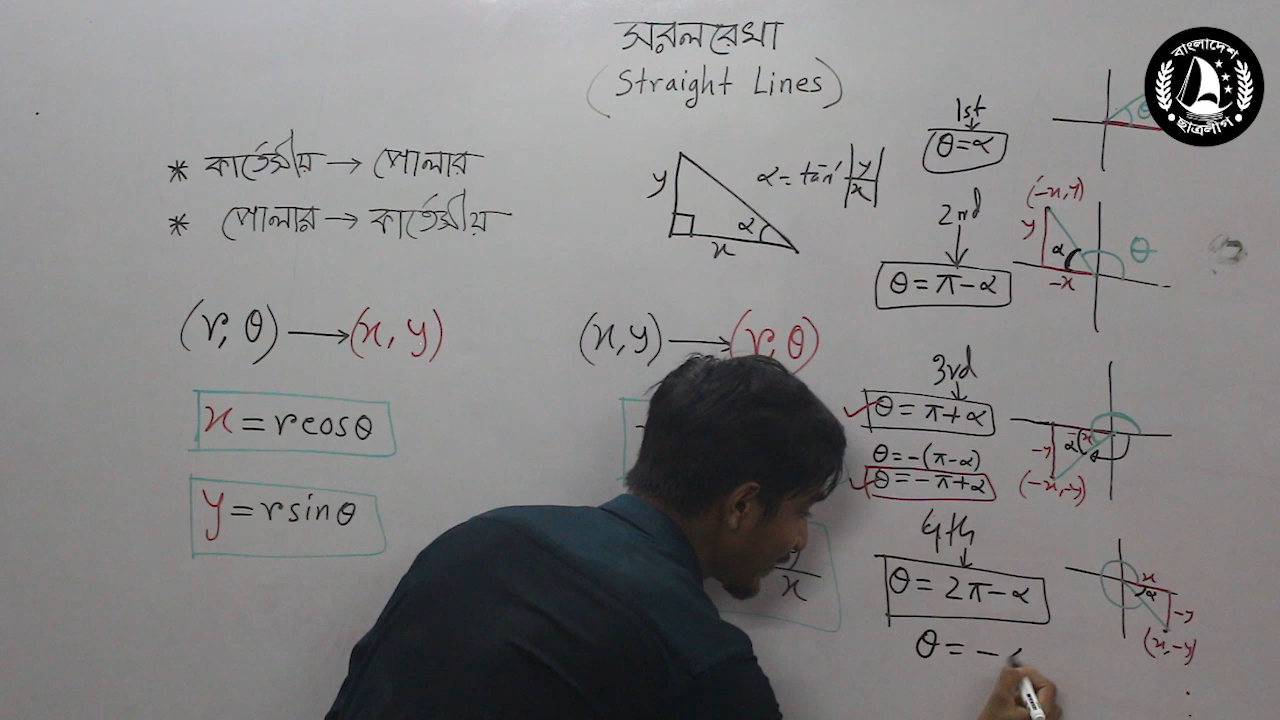 সরলরেখা
(Straight Lines)
* কার্তেসীয় → পোলার
* পোলার → কার্তেসীয়
(r, θ) → (x, y)
x = rcosθ
y = rsinθ
y
α
x
α = tan⁻¹ |y/x|
(x, y) → (r, θ)
x
1st
θ = α
θ
2nd
θ = π - α
(-x, y)
y
α
θ
-x
3rd
θ = π + α
θ = -(π - α)
θ = -π + α
-y
α
(-x, -y)
4th
θ = 2π - α
θ = -
x
α
-y
(x, -y)
বাংলাদেশ
ছাত্রলীগ